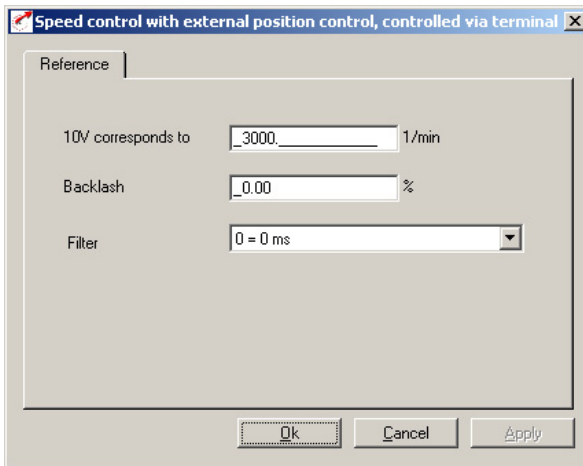 Speed control with external position control, controlled via terminal
Reference
10V corresponds to _3000.____________ 1/min
Backlash _0.00 %
Filter 0 = 0 ms
Ok Cancel Apply